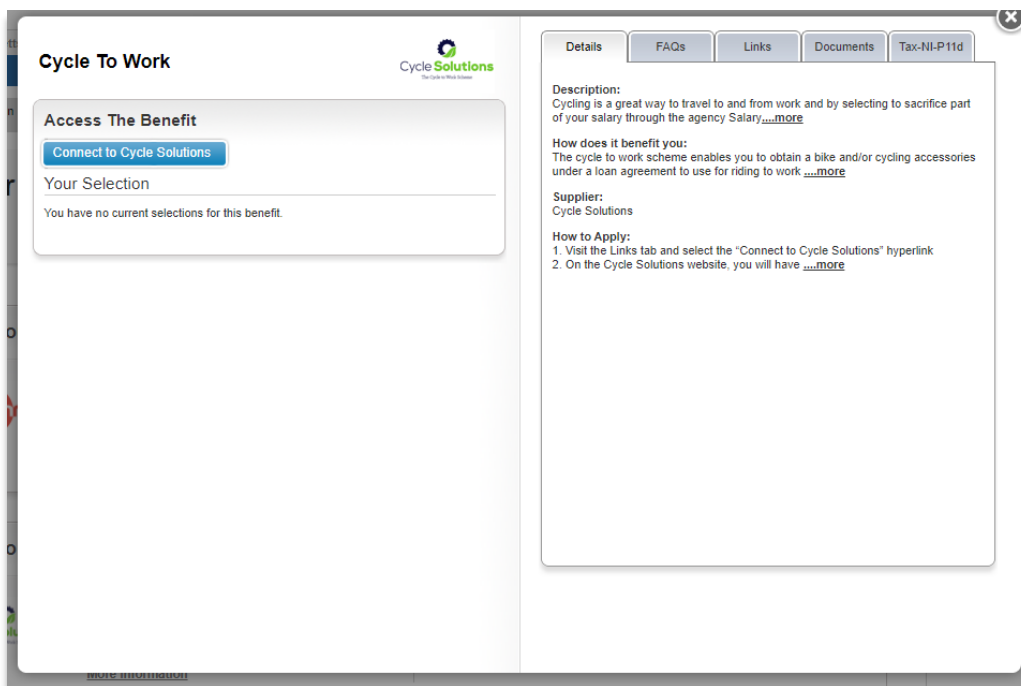 Cycle To Work
Cycle Solutions
The Cycle to Work Scheme
Access The Benefit
Connect to Cycle Solutions
Your Selection
You have no current selections for this benefit.
Details
FAQs
Links
Documents
Tax-NI-P11d
Description:
Cycling is a great way to travel to and from work and by selecting to sacrifice part
of your salary through the agency Salary....more
How does it benefit you:
The cycle to work scheme enables you to obtain a bike and/or cycling accessories
under a loan agreement to use for riding to work ....more
Supplier:
Cycle Solutions
How to Apply:
1. Visit the Links tab and select the “Connect to Cycle Solutions” hyperlink
2. On the Cycle Solutions website, you will have ....more
More Information